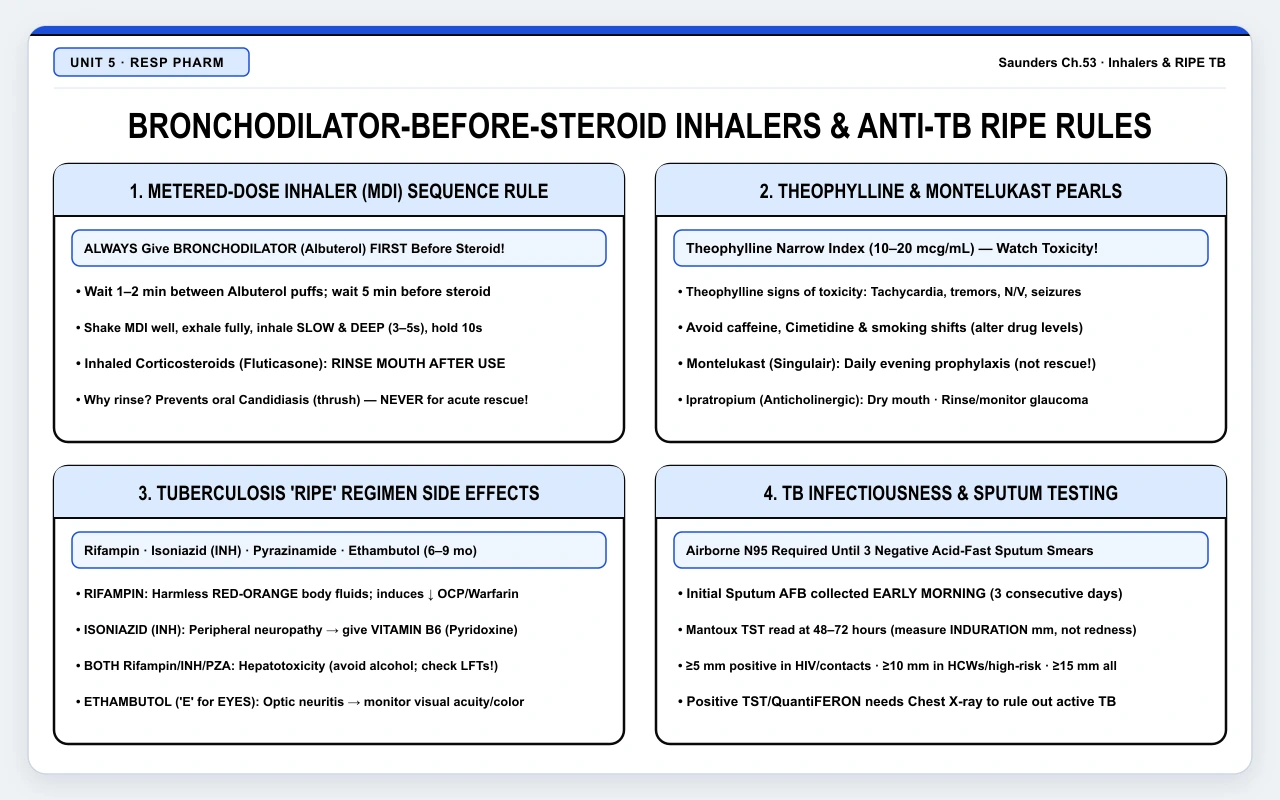 UNIT 5 · RESP PHARM
Saunders Ch.53 · Inhalers & RIPE TB
BRONCHODILATOR-BEFORE-STEROID INHALERS & ANTI-TB RIPE RULES
1. METERED-DOSE INHALER (MDI) SEQUENCE RULE
ALWAYS Give BRONCHODILATOR (Albuterol) FIRST Before Steroid!
• Wait 1–2 min between Albuterol puffs; wait 5 min before steroid
• Shake MDI well, exhale fully, inhale SLOW & DEEP (3–5s), hold 10s
• Inhaled Corticosteroids (Fluticasone): RINSE MOUTH AFTER USE
• Why rinse? Prevents oral Candidiasis (thrush) — NEVER for acute rescue!
2. THEOPHYLLINE & MONTELUKAST PEARLS
Theophylline Narrow Index (10–20 mcg/mL) — Watch Toxicity!
• Theophylline signs of toxicity: Tachycardia, tremors, N/V, seizures
• Avoid caffeine, Cimetidine & smoking shifts (alter drug levels)
• Montelukast (Singulair): Daily evening prophylaxis (not rescue!)
• Ipratropium (Anticholinergic): Dry mouth · Rinse/monitor glaucoma
3. TUBERCULOSIS 'RIPE' REGIMEN SIDE EFFECTS
Rifampin · Isoniazid (INH) · Pyrazinamide · Ethambutol (6–9 mo)
• RIFAMPIN: Harmless RED-ORANGE body fluids; induces ↓ OCP/Warfarin
• ISONIAZID (INH): Peripheral neuropathy → give VITAMIN B6 (Pyridoxine)
• BOTH Rifampin/INH/PZA: Hepatotoxicity (avoid alcohol; check LFTs!)
• ETHAMBUTOL ('E' for EYES): Optic neuritis → monitor visual acuity/color
4. TB INFECTIOUSNESS & SPUTUM TESTING
Airborne N95 Required Until 3 Negative Acid-Fast Sputum Smears
• Initial Sputum AFB collected EARLY MORNING (3 consecutive days)
• Mantoux TST read at 48–72 hours (measure INDURATION mm, not redness)
• ≥5 mm positive in HIV/contacts · ≥10 mm in HCWs/high-risk · ≥15 mm all
• Positive TST/QuantiFERON needs Chest X-ray to rule out active TB